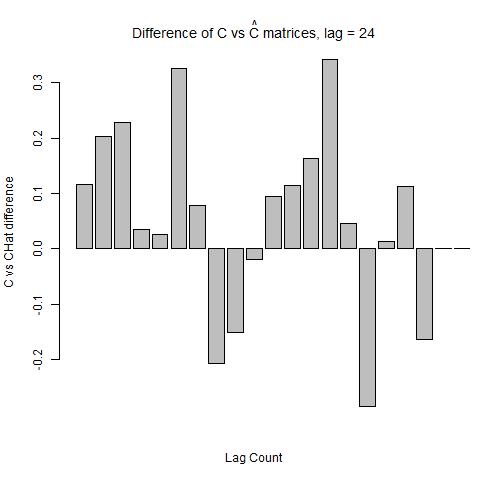 Difference of C vs Ĉ matrices, lag = 24
C vs CHat difference
0.3
0.2
0.1
0.0
-0.1
-0.2
Lag Count